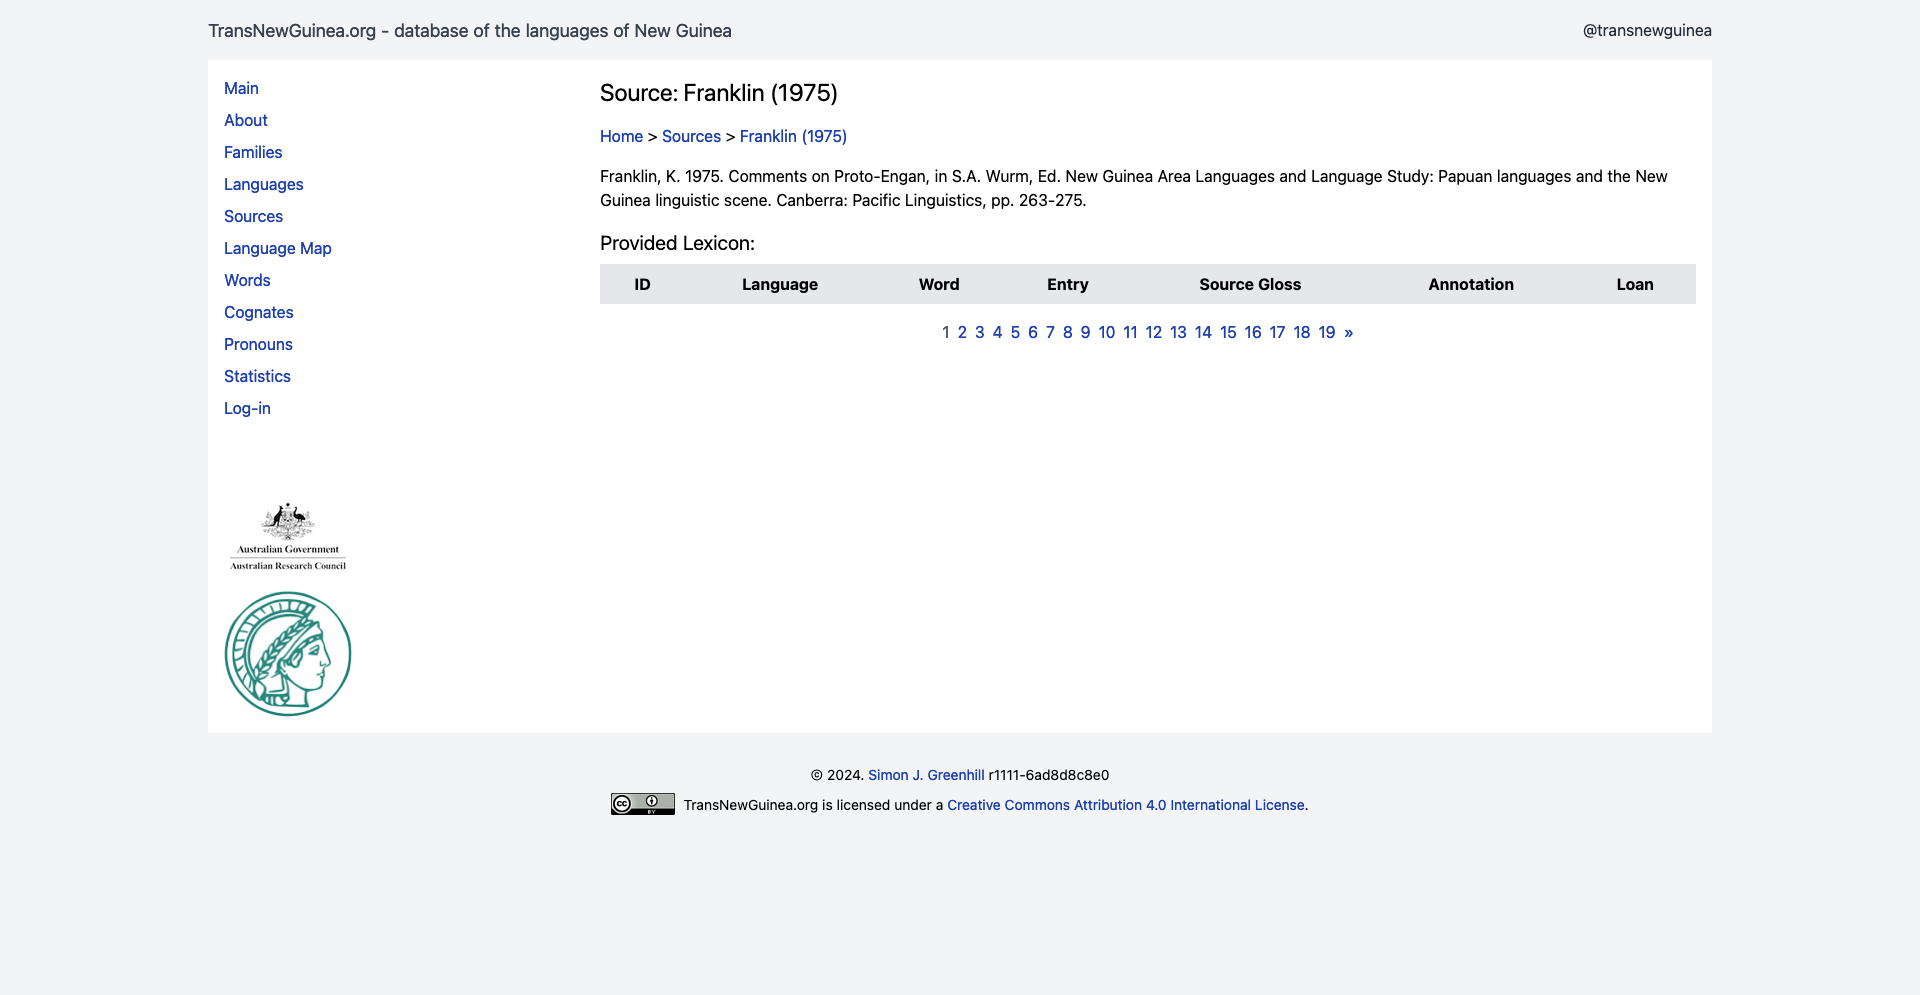 TransNewGuinea.org - database of the languages of New Guinea
@transnewguinea
Main
About
Families
Languages
Sources
Language Map
Words
Cognates
Pronouns
Statistics
Log-in
Australian Government
Australian Research Council
Source: Franklin (1975)
Home > Sources > Franklin (1975)
Franklin, K. 1975. Comments on Proto-Engan, in S.A. Wurm, Ed. New Guinea Area Languages and Language Study: Papuan languages and the New
Guinea linguistic scene. Canberra: Pacific Linguistics, pp. 263-275.
Provided Lexicon:
ID Language Word Entry Source Gloss Annotation Loan
1 2 3 4 5 6 7 8 9 10 11 12 13 14 15 16 17 18 19 »
© 2024. Simon J. Greenhill r1111-6ad8d8c8e0
cc BY TransNewGuinea.org is licensed under a Creative Commons Attribution 4.0 International License.